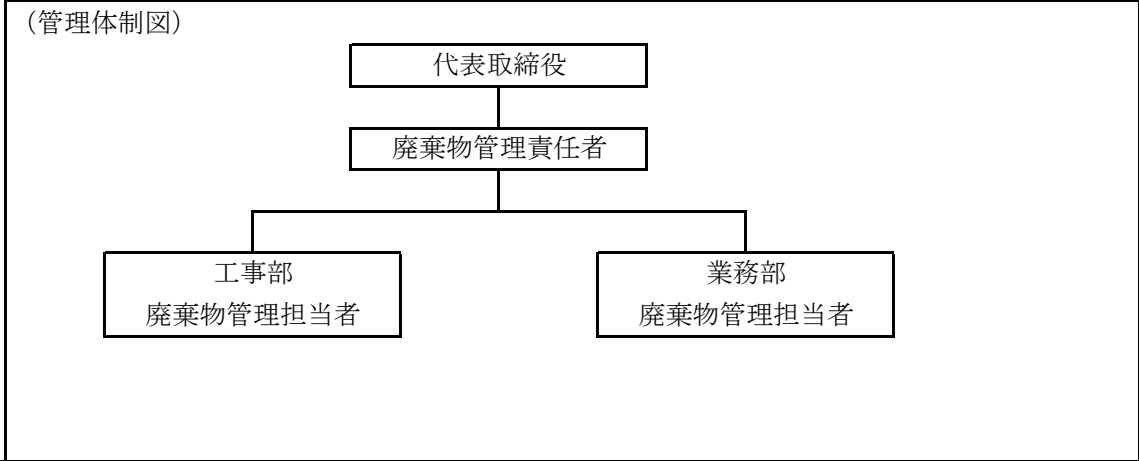 （管理体制図）
代表取締役
廃棄物管理責任者
工事部
廃棄物管理担当者
業務部
廃棄物管理担当者